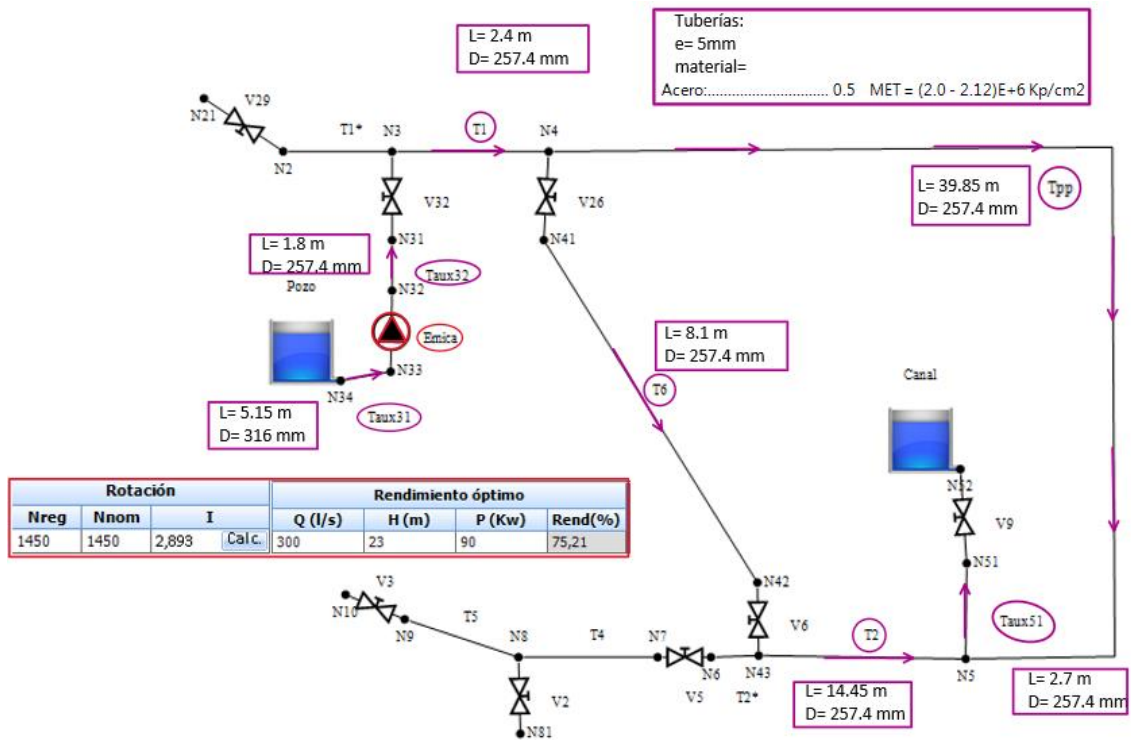 Tuberías:
e= 5mm
material=
Acero:............................. 0.5 MET = (2.0 - 2.12)E+6 Kp/cm2
L= 2.4 m
D= 257.4 mm
N21
V29
N2
T1*
N3
T1
N4
V32
V26
L= 39.85 m
D= 257.4 mm
Tpp
N31
N41
L= 1.8 m
D= 257.4 mm
Taux32
N32
Pozo
Emica
N33
N34
Taux31
L= 5.15 m
D= 316 mm
L= 8.1 m
D= 257.4 mm
T6
Canal
N52
V9
N51
Rotación Rendimiento óptimo
Nreg Nnom I Q (l/s) H (m) P (Kw) Rend(%)
1450 1450 2,893 Calc. 300 23 90 75,21
N10
V3
N9
T5
N8
T4
N7
V5
N6
N42
V6
N43
T2*
T2
Taux51
N5
V2
N81
L= 14.45 m
D= 257.4 mm
L= 2.7 m
D= 257.4 mm